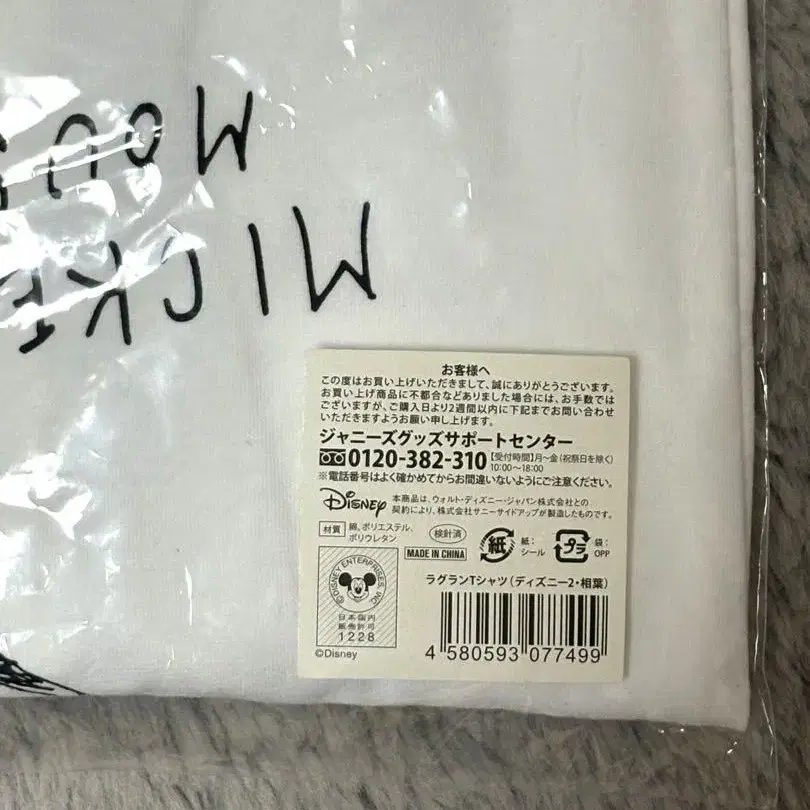 MOUS
MICKE
お客様へ
この度はお買い上げいただきまして、誠にありがとうございます。
お買い上げ商品に不都合などありました場合には、お手数では
ございますが、ご購入日より2週間以内に下記までお問い合わせ
いただきますようお願い申し上げます。
ジャニーズグッズサポートセンター
0120-382-310 【受付時間】月～金(祝祭日を除く)
10:00～18:00
※電話番号はよく確かめてからお間違いないようにご注意ください。
Disney 本商品は、ウォルト・ディズニー・ジャパン株式会社との
契約により、株式会社サニーサイドアップが製造したものです。
材質 綿、ポリエステル、
ポリウレタン
検針済
MADE IN CHINA
紙 紙:
シール
プラ 袋:
OPP
©DISNEY ENTERPRISES, INC.
日本国内
販売許可
1228
©Disney
ラグランTシャツ(ディズニー2・相葉)
4 580593 077499